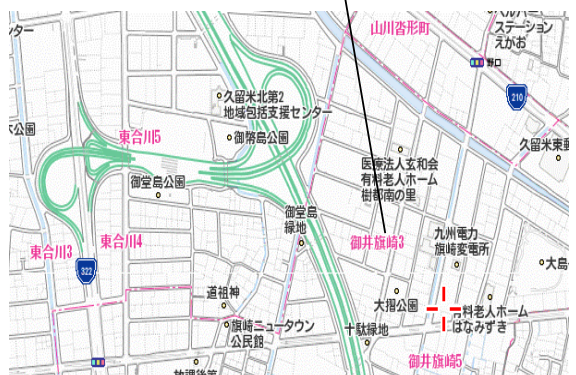 山川沓形町
ステーション
えがお
野口
210
久留米北第2
地域包括支援センター
御幣島公園
東合川5
久留米東
医療法人玄和会
有料老人ホーム
樹都南の里
御堂島公園
御堂島
緑地
御井旗崎3
九州電力
旗崎変電所
東合川3
東合川4
322
大島
道祖神
大摺公園
有料老人ホーム
はなみずき
旗崎ニュータウン
公民館
十駄緑地
御井旗崎5